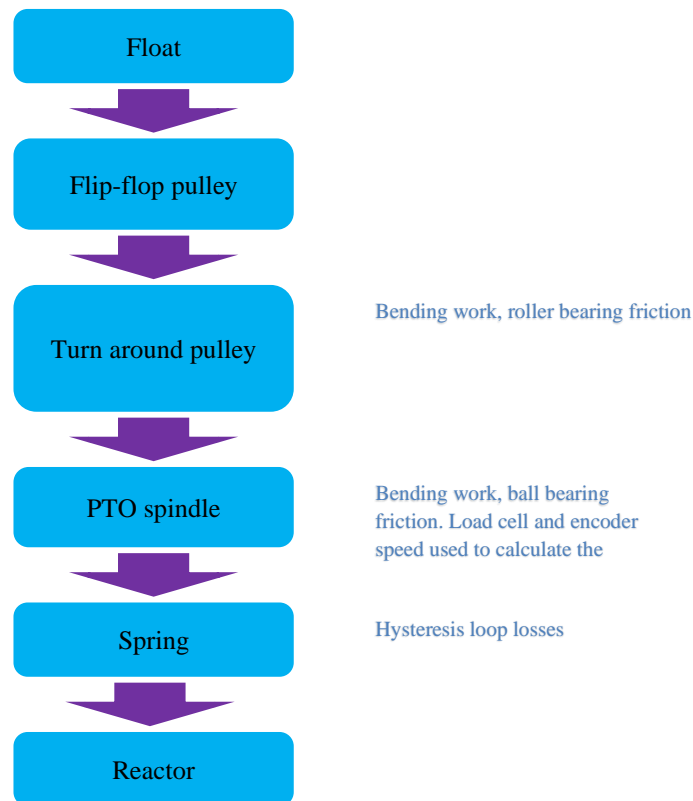 Float
Flip-flop pulley
Turn around pulley
Bending work, roller bearing friction
PTO spindle
Bending work, ball bearing
friction. Load cell and encoder
speed used to calculate the
Spring
Hysteresis loop losses
Reactor